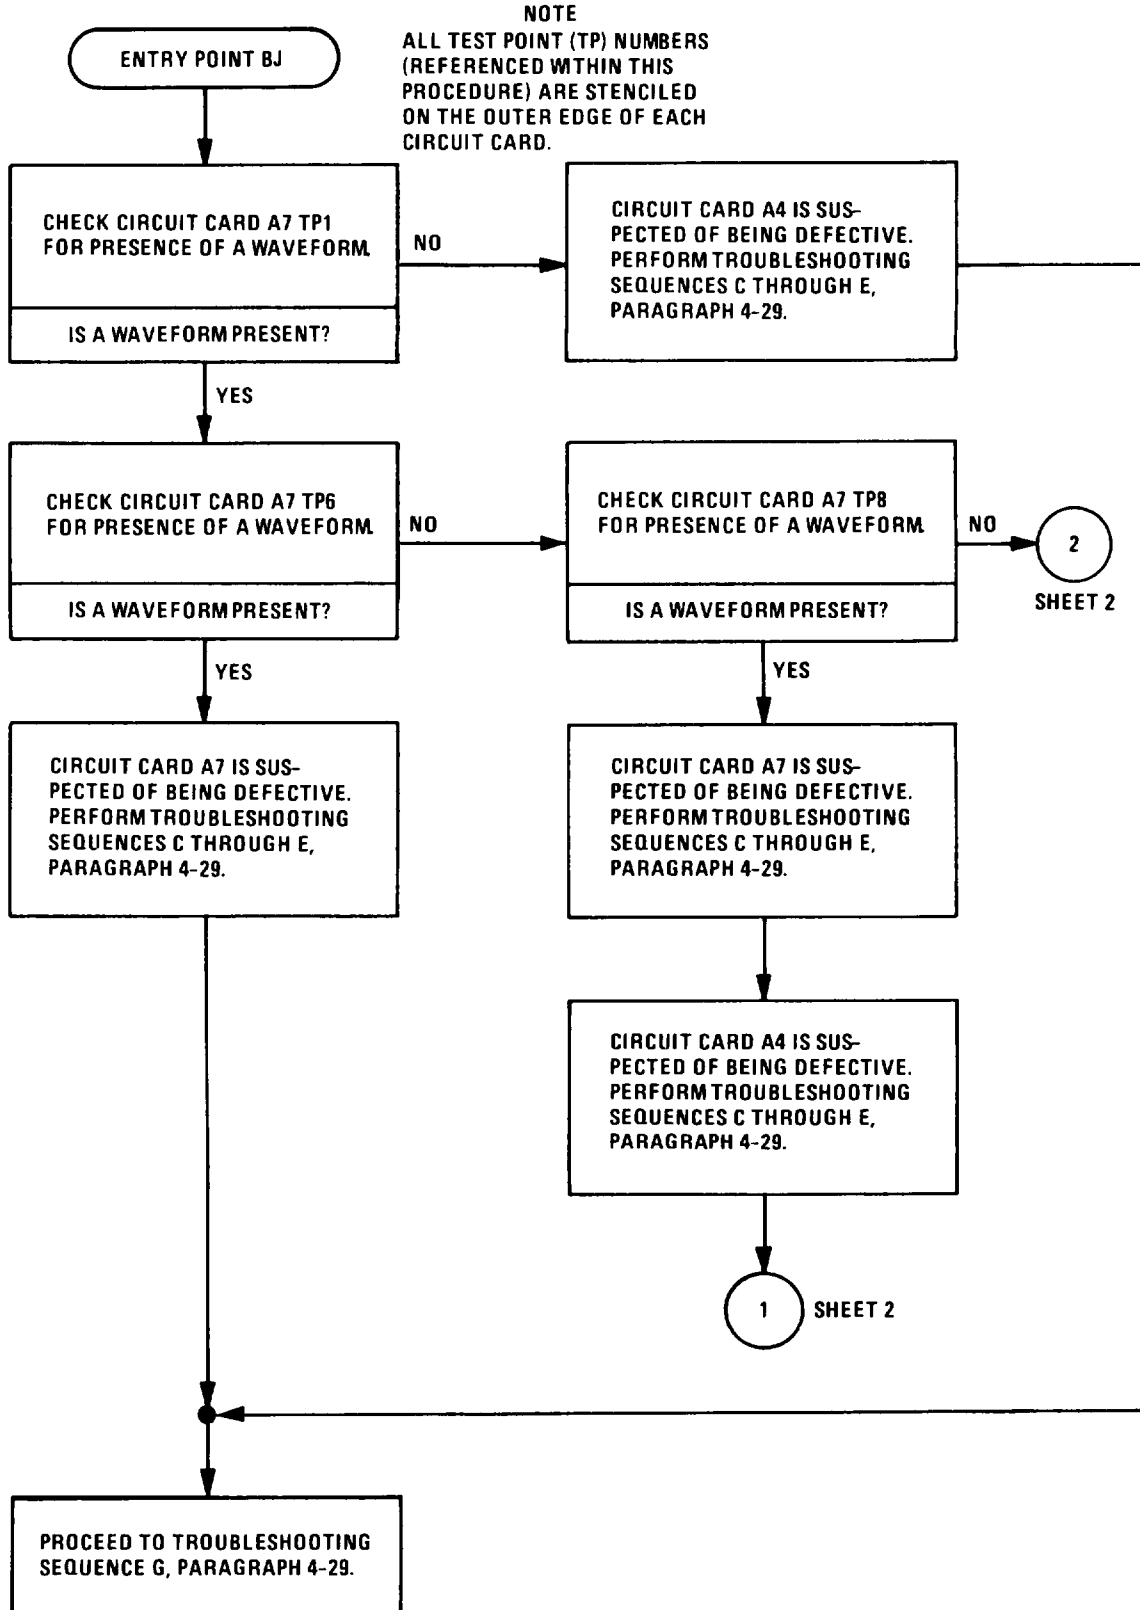 NOTE
ALL TEST POINT (TP) NUMBERS
(REFERENCED WITHIN THIS
PROCEDURE) ARE STENCILED
ON THE OUTER EDGE OF EACH
CIRCUIT CARD.
ENTRY POINT BJ
CHECK CIRCUIT CARD A7 TP1
FOR PRESENCE OF A WAVEFORM.
IS A WAVEFORM PRESENT?
NO
CIRCUIT CARD A4 IS SUS-
PECTED OF BEING DEFECTIVE.
PERFORM TROUBLESHOOTING
SEQUENCES C THROUGH E,
PARAGRAPH 4-29.
YES
CHECK CIRCUIT CARD A7 TP6
FOR PRESENCE OF A WAVEFORM.
IS A WAVEFORM PRESENT?
NO
CHECK CIRCUIT CARD A7 TP8
FOR PRESENCE OF A WAVEFORM.
IS A WAVEFORM PRESENT?
NO
2
SHEET 2
YES
YES
CIRCUIT CARD A7 IS SUS-
PECTED OF BEING DEFECTIVE.
PERFORM TROUBLESHOOTING
SEQUENCES C THROUGH E,
PARAGRAPH 4-29.
CIRCUIT CARD A7 IS SUS-
PECTED OF BEING DEFECTIVE.
PERFORM TROUBLESHOOTING
SEQUENCES C THROUGH E,
PARAGRAPH 4-29.
CIRCUIT CARD A4 IS SUS-
PECTED OF BEING DEFECTIVE.
PERFORM TROUBLESHOOTING
SEQUENCES C THROUGH E,
PARAGRAPH 4-29.
1
SHEET 2
PROCEED TO TROUBLESHOOTING
SEQUENCE G, PARAGRAPH 4-29.